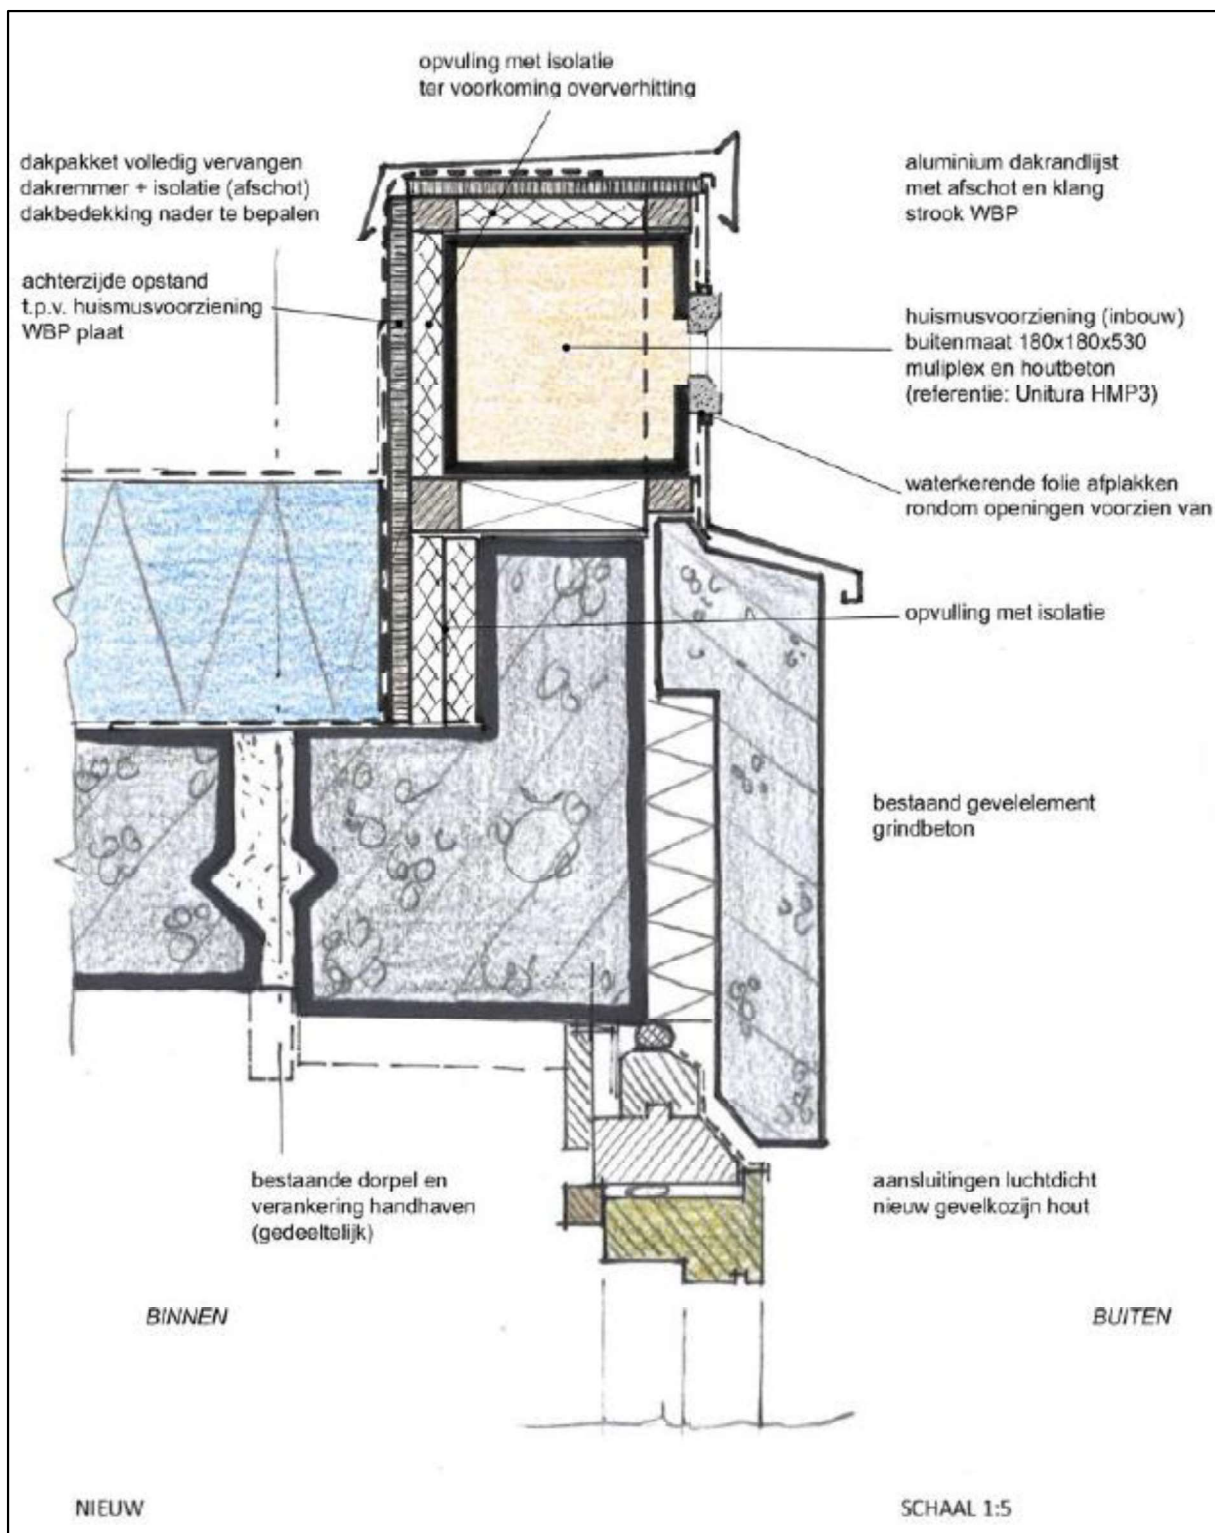 opvuling met isolatie
ter voorkoming oververhitting
dakpakket volledig vervangen
dakremmer + isolatie (afschot)
dakbedekking nader te bepalen
aluminium dakrandlijst
met afschot en klang
strook WBP
achterzijde opstand
t.p.v. huismusvoorziening
WBP plaat
huismusvoorziening (inbouw)
buitenmaat 180x180x530
muliplex en houtbeton
(referentie: Unitura HMP3)
waterkerende folie afplakken
rondom openingen voorzien van
opvulling met isolatie
bestaand gevelelement
grindbeton
bestaande dorpel en
verankering handhaven
(gedeeltelijk)
aansluitingen luchtdicht
nieuw gevelkozijn hout
BINNEN
BUITEN
NIEUW
SCHAAL 1:5